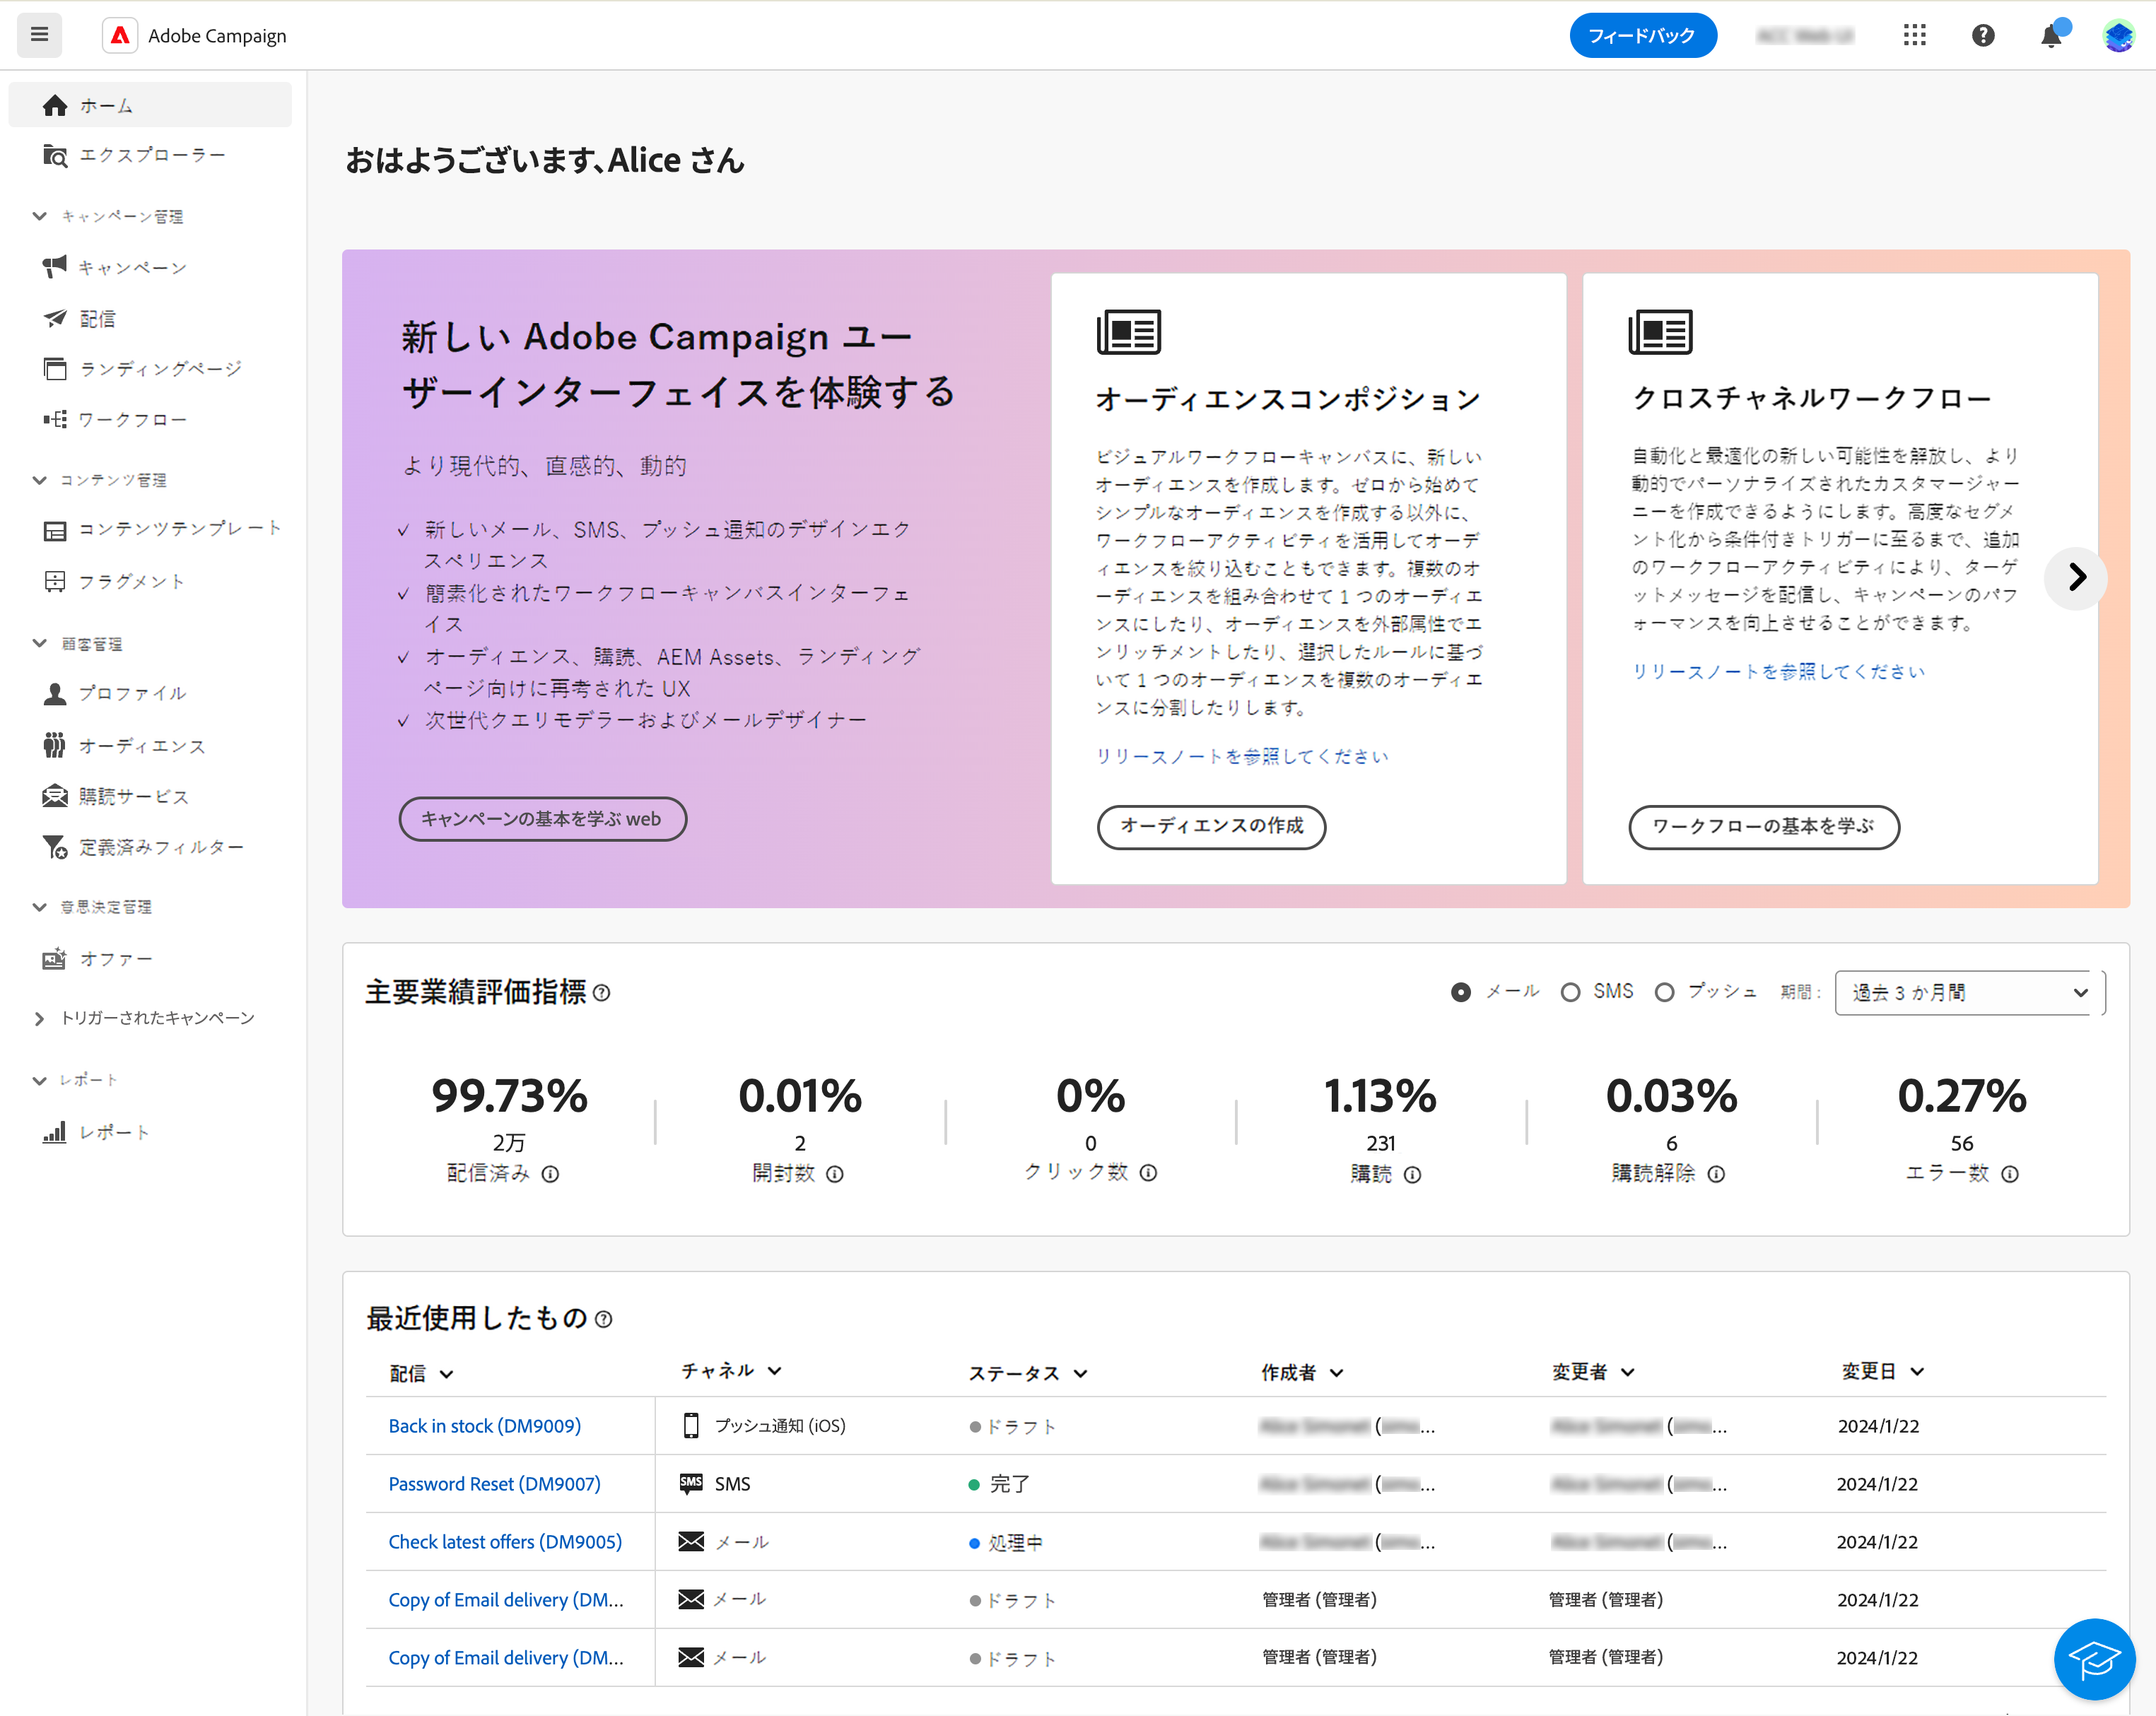 Adobe Campaign
フィードバック
ホーム
エクスプローラー
キャンペーン管理
キャンペーン
配信
ランディングページ
ワークフロー
コンテンツ管理
コンテンツテンプレート
フラグメント
顧客管理
プロファイル
オーディエンス
購読サービス
定義済みフィルター
意思決定管理
オファー
トリガーされたキャンペーン
レポート
レポート
おはようございます、Alice さん
新しい Adobe Campaign ユー
ザーインターフェイスを体験する
より現代的、直感的、動的
✓ 新しいメール、SMS、プッシュ通知のデザインエク
スペリエンス
✓ 簡素化されたワークフローキャンバスインターフェ
イス
✓ オーディエンス、購読、AEM Assets、ランディング
ページ向けに再考された UX
✓ 次世代クエリモデラーおよびメールデザイナー
キャンペーンの基本を学ぶ web
オーディエンスコンポジション
ビジュアルワークフローキャンバスに、新しい
オーディエンスを作成します。ゼロから始めて
シンプルなオーディエンスを作成する以外に、
ワークフローアクティビティを活用してオーデ
ィエンスを絞り込むこともできます。複数のオ
ーディエンスを組み合わせて 1 つのオーディエ
ンスにしたり、オーディエンスを外部属性でエ
ンリッチメントしたり、選択したルールに基づ
いて 1 つのオーディエンスを複数のオーディエ
ンスに分割したりします。
リリースノートを参照してください
オーディエンスの作成
クロスチャネルワークフロー
自動化と最適化の新しい可能性を解放し、より
動的でパーソナライズされたカスタマージャー
ニーを作成できるようにします。高度なセグメ
ント化から条件付きトリガーに至るまで、追加
のワークフローアクティビティにより、ターゲ
ットメッセージを配信し、キャンペーンのパフ
ォーマンスを向上させることができます。
リリースノートを参照してください
ワークフローの基本を学ぶ
主要業績評価指標
メール SMS プッシュ 期間 : 過去 3 か月間
99.73% 0.01% 0% 1.13% 0.03% 0.27%
2万 2 0 231 6 56
配信済み 開封数 クリック数 購読 購読解除 エラー数
最近使用したもの
配信 チャネル ステータス 作成者 変更者 変更日
Back in stock (DM9009) プッシュ通知 (iOS) ドラフト (... (... 2024/1/22
Password Reset (DM9007) SMS SMS 完了 (... (... 2024/1/22
Check latest offers (DM9005) メール 処理中 (... (... 2024/1/22
Copy of Email delivery (DM... メール ドラフト 管理者 (管理者) 管理者 (管理者) 2024/1/22
Copy of Email delivery (DM... メール ドラフト 管理者 (管理者) 管理者 (管理者) 2024/1/22